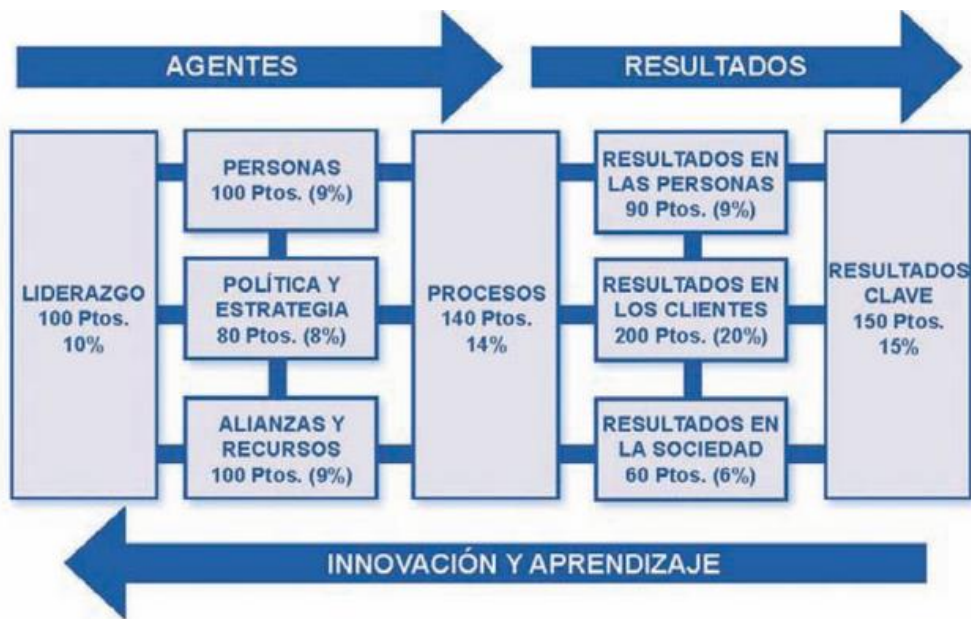 AGENTES
RESULTADOS
LIDERAZGO
100 Ptos.
10%
PERSONAS
100 Ptos. (9%)
POLÍTICA Y
ESTRATEGIA
80 Ptos. (8%)
ALIANZAS Y
RECURSOS
100 Ptos. (9%)
PROCESOS
140 Ptos.
14%
RESULTADOS EN
LAS PERSONAS
90 Ptos. (9%)
RESULTADOS EN
LOS CLIENTES
200 Ptos. (20%)
RESULTADOS EN
LA SOCIEDAD
60 Ptos. (6%)
RESULTADOS
CLAVE
150 Ptos.
15%
INNOVACIÓN Y APRENDIZAJE